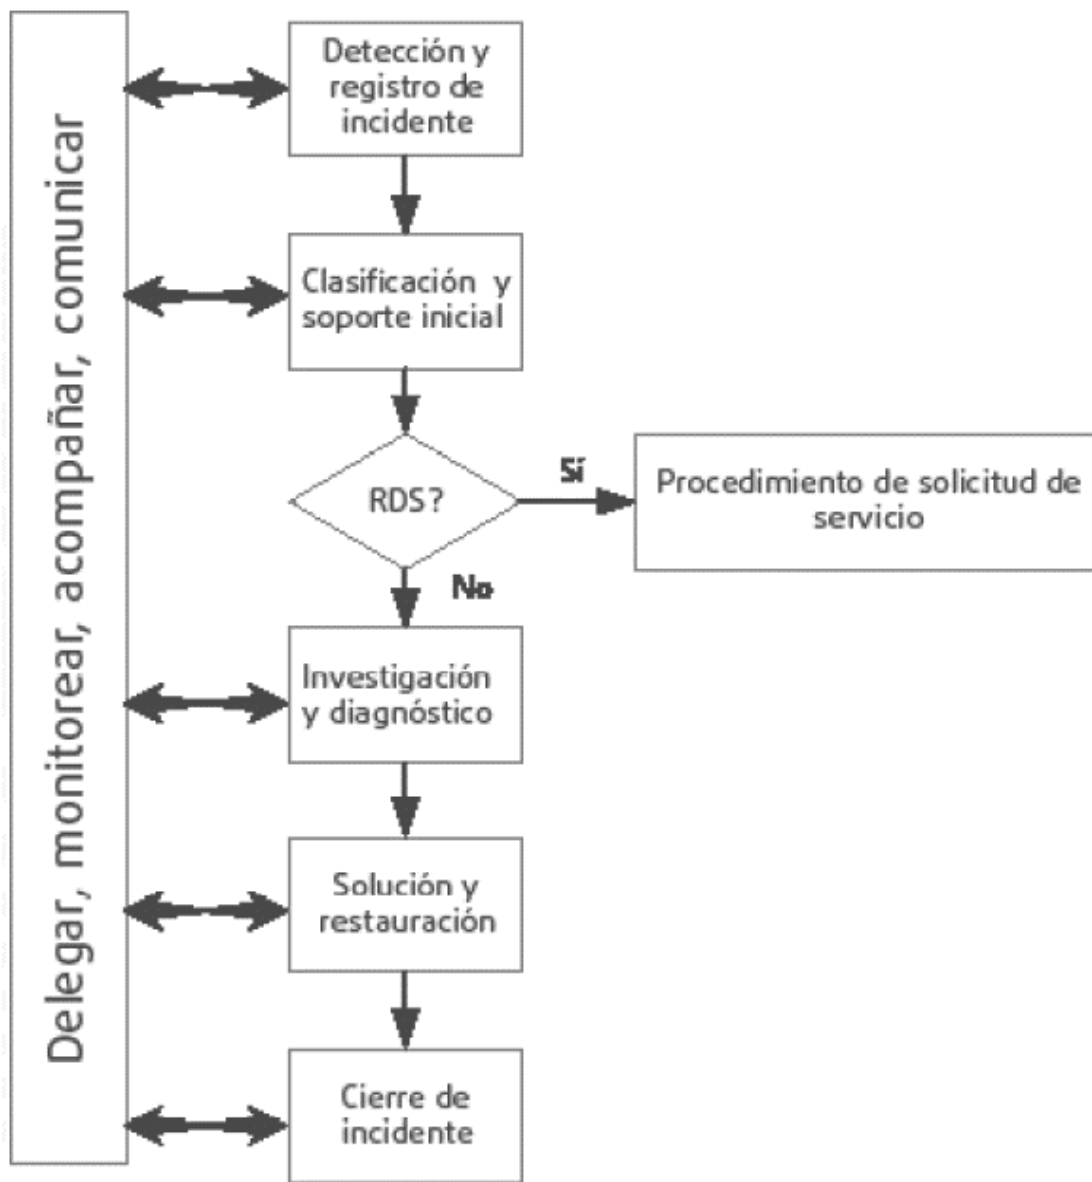 Delegar, monitorear, acompañar, comunicar
Detección y
registro de
incidente
Clasificación y
soporte inicial
RDS?
Sí
Procedimiento de solicitud de
servicio
No
Investigación
y diagnóstico
Solución y
restauración
Cierre de
incidente